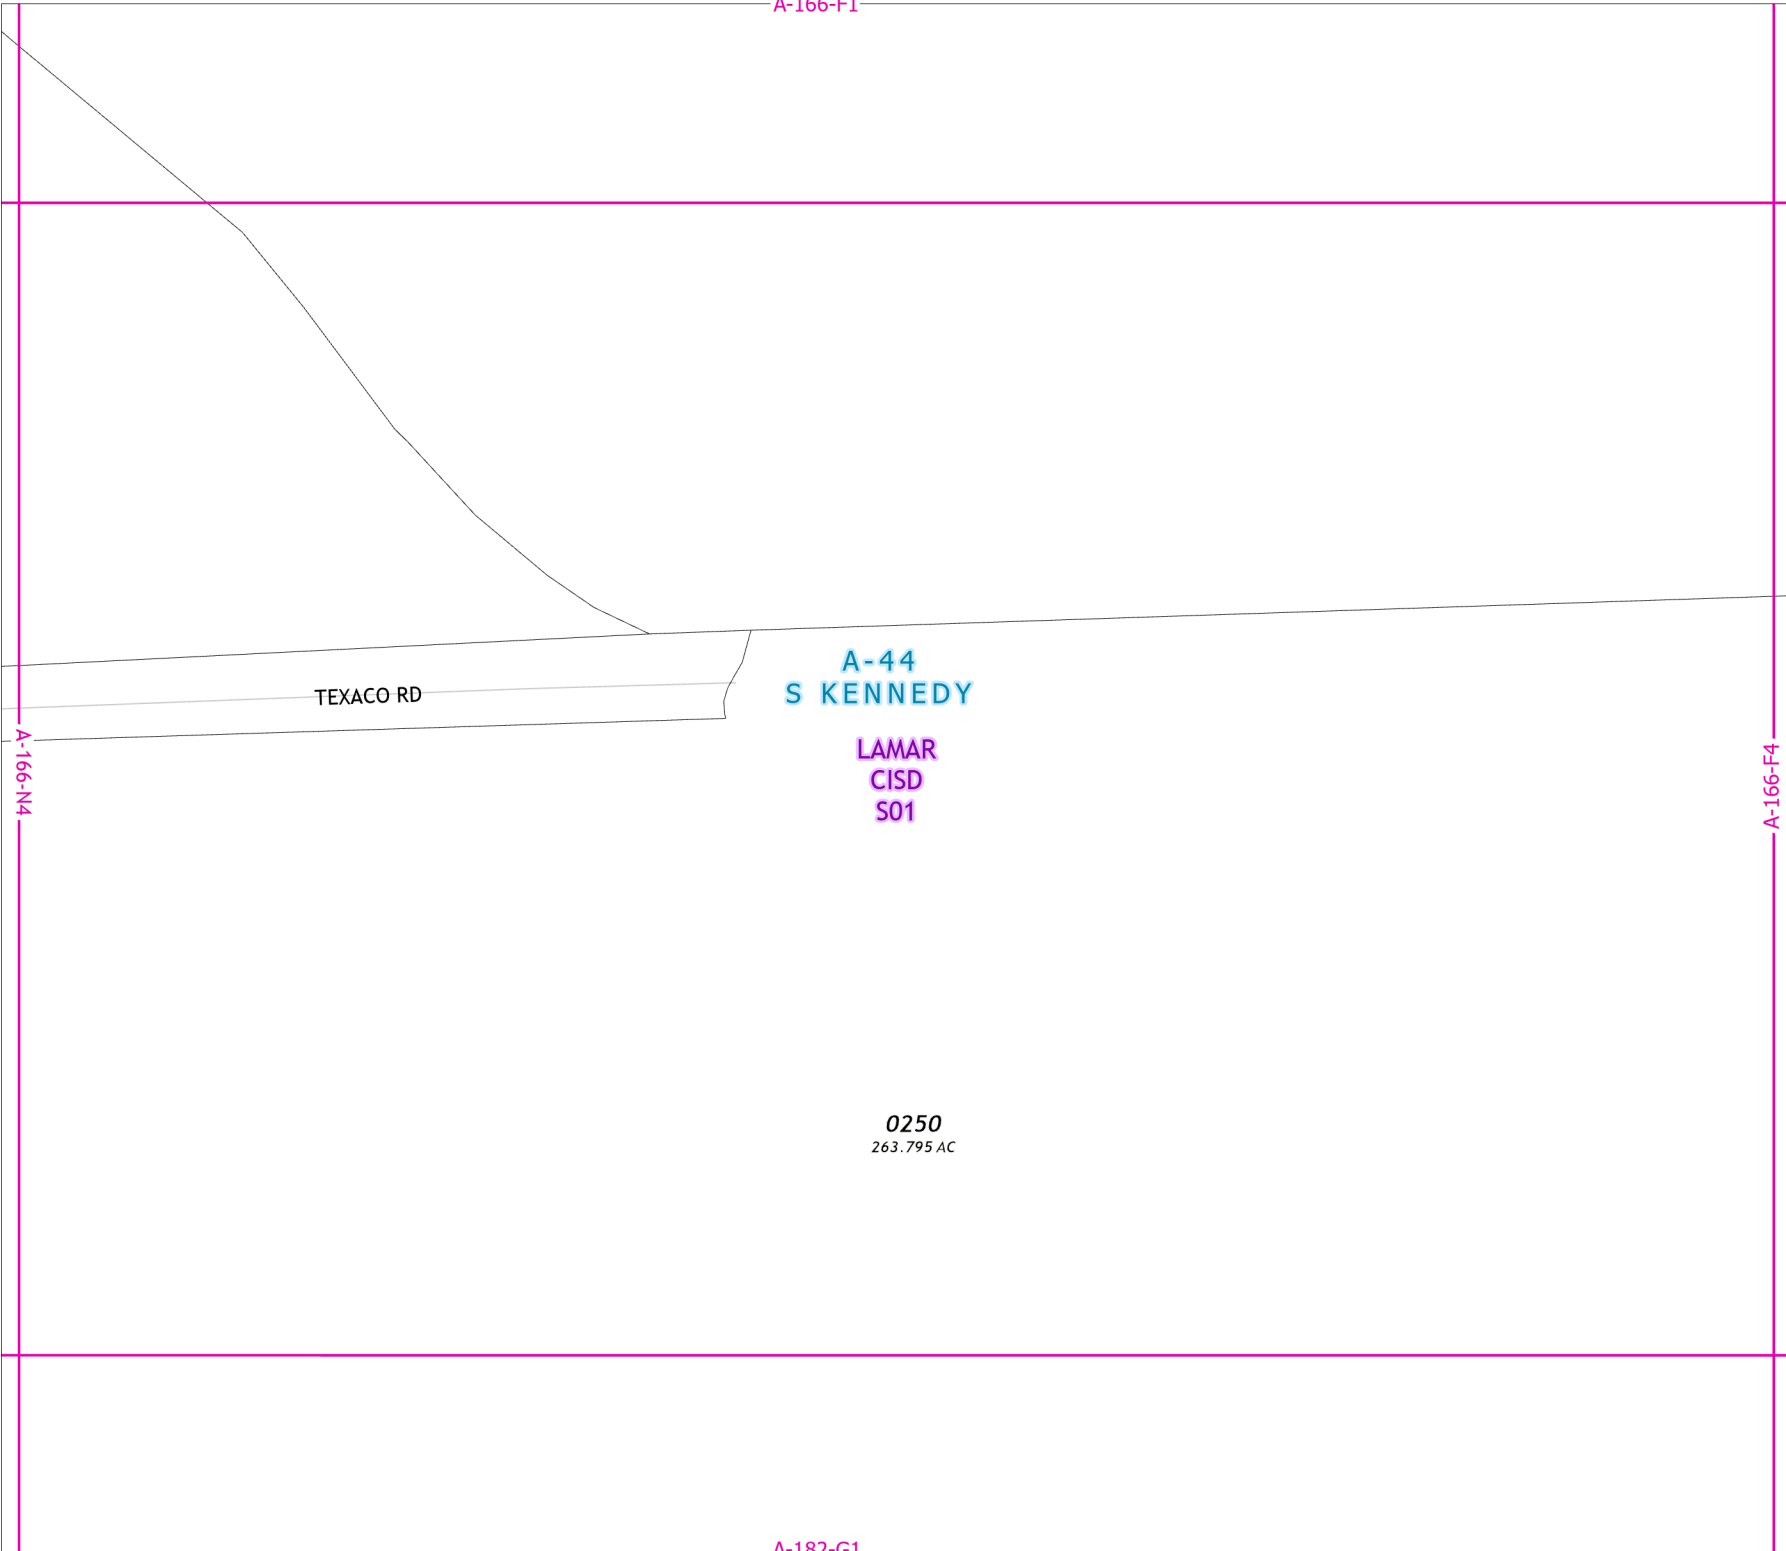 A-166-F1
A-44
S KENNEDY
TEXACO RD
LAMAR
CISD
S01
A-166-N4
A-166-F4
0250
263.795 AC
A-182-G1